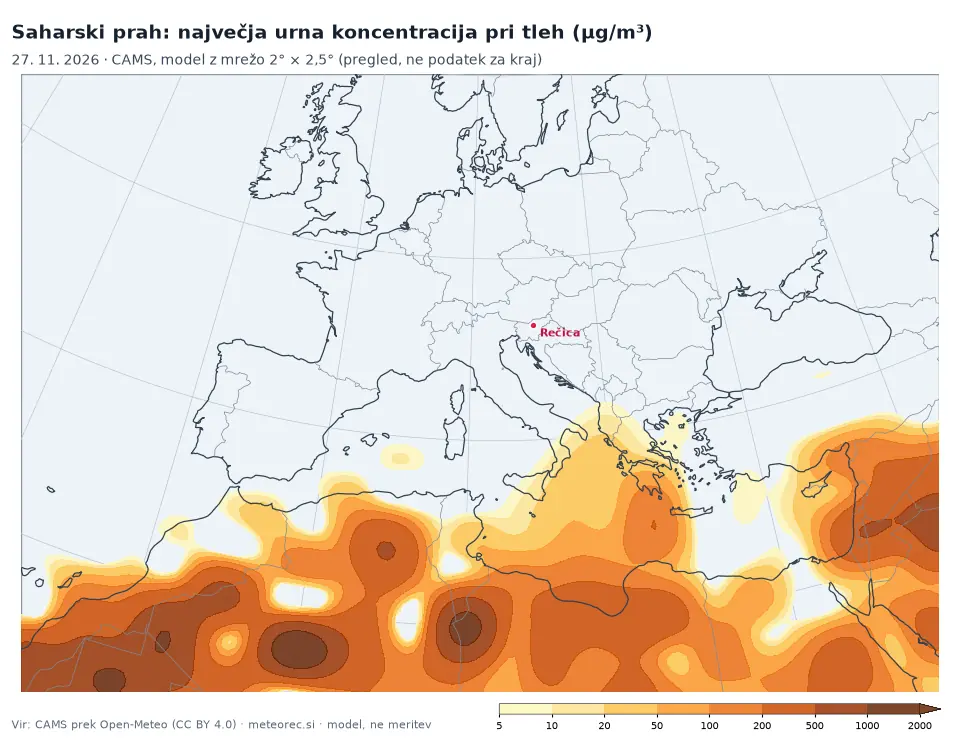 Saharski prah: največja urna koncentracija pri tleh (µg/m³)
27. 11. 2026 · CAMS, model z mrežo 2° × 2,5° (pregled, ne podatek za kraj)
Rečica
Vir: CAMS prek Open-Meteo (CC BY 4.0) · meteorec.si · model, ne meritev
5 10 20 50 100 200 500 1000 2000